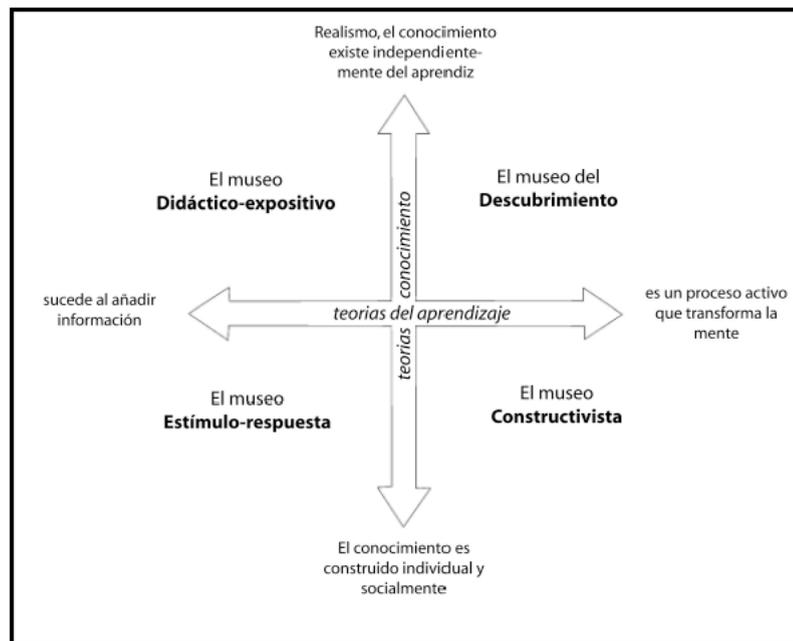 Realismo, el conocimiento
existe independiente-
mente del aprendiz
El museo
Didáctico-expositivo
El museo del
Descubrimiento
teorias conocimiento
sucede al añadir
información
teorias del aprendizaje
es un proceso activo
que transforma la
mente
El museo
Estímulo-respuesta
El museo
Constructivista
El conocimiento es
construido individual y
socialmente